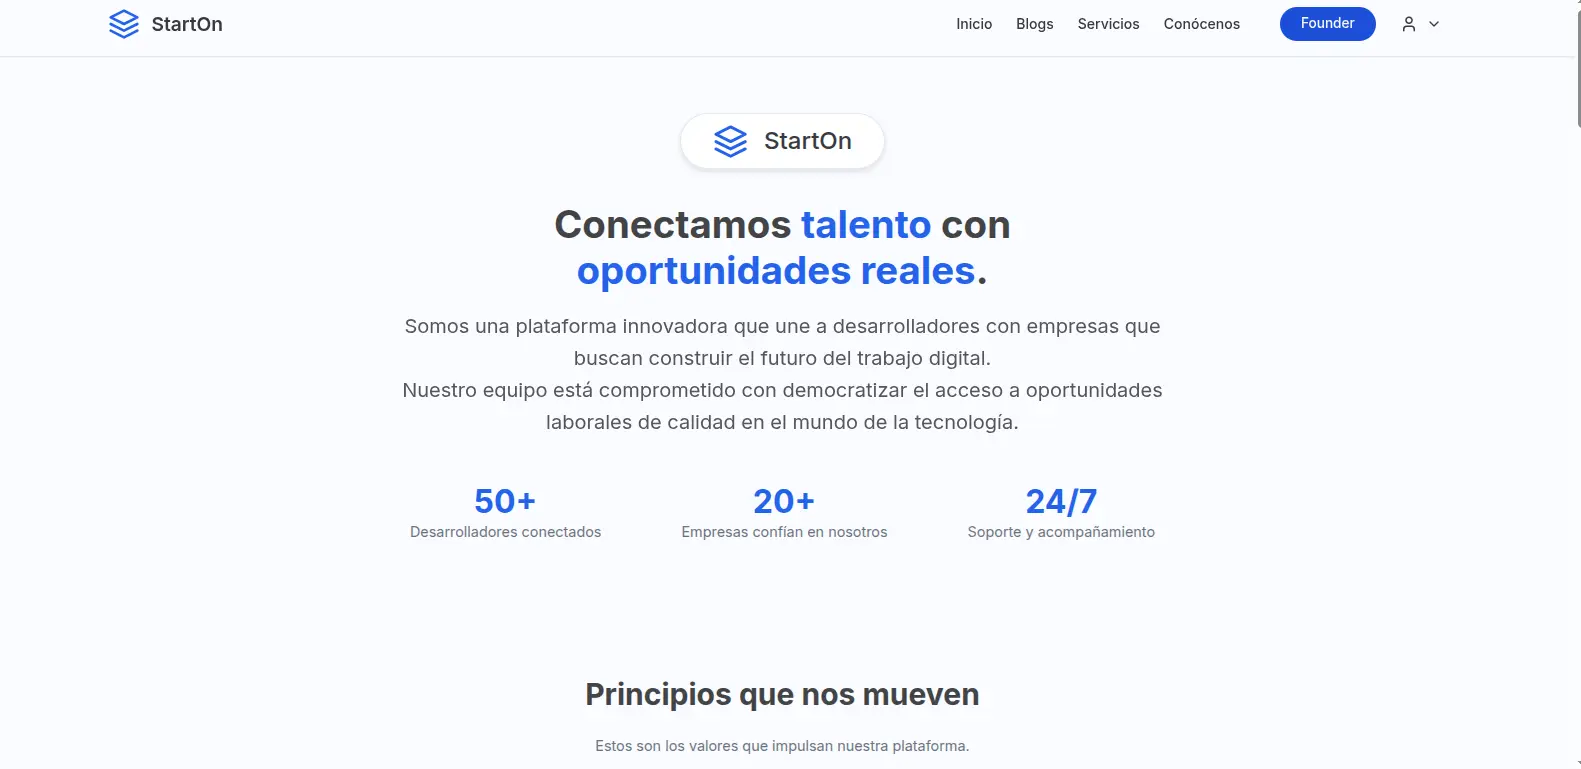 StartOn
Inicio
Blogs
Servicios
Conócenos
Founder
StartOn
Conectamos talento con
oportunidades reales.
Somos una plataforma innovadora que une a desarrolladores con empresas que
buscan construir el futuro del trabajo digital.
Nuestro equipo está comprometido con democratizar el acceso a oportunidades
laborales de calidad en el mundo de la tecnología.
50+
Desarrolladores conectados
20+
Empresas confían en nosotros
24/7
Soporte y acompañamiento
Principios que nos mueven
Estos son los valores que impulsan nuestra plataforma.